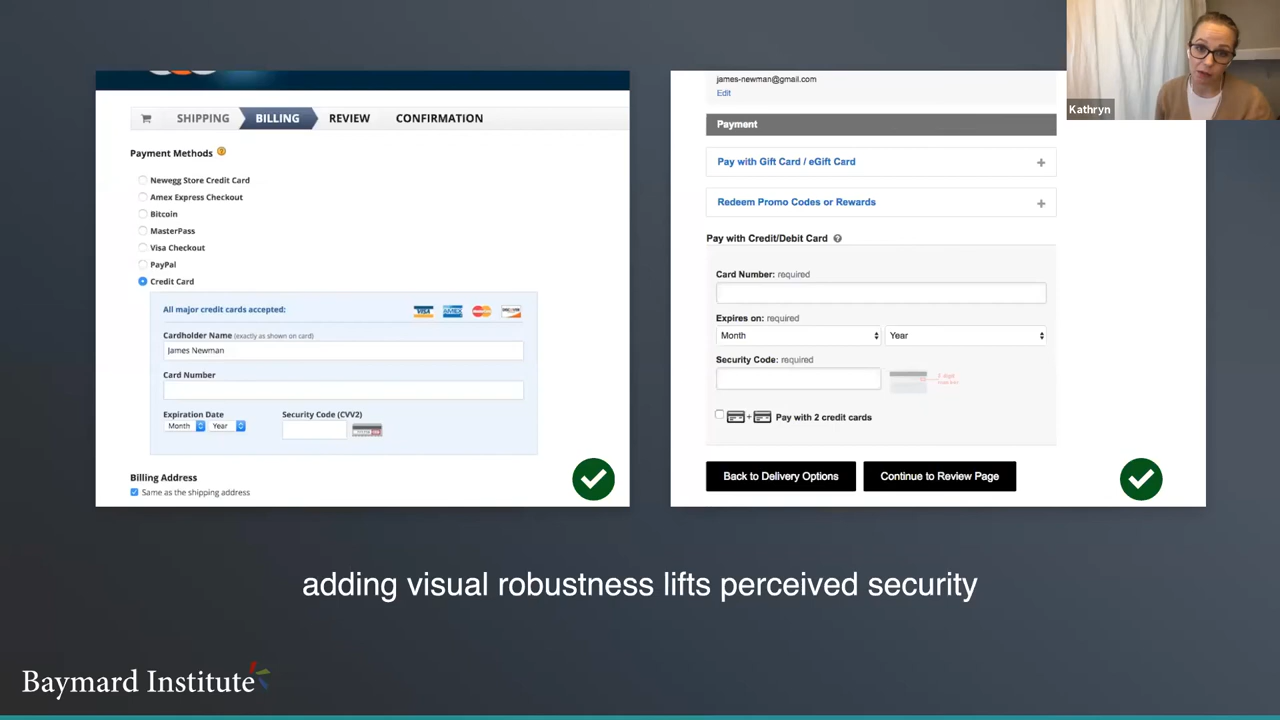 SHIPPING BILLING REVIEW CONFIRMATION
Payment Methods
Newegg Store Credit Card
Amex Express Checkout
Bitcoin
MasterPass
Visa Checkout
PayPal
Credit Card
All major credit cards accepted:
VISA
Cardholder Name (exactly as shown on card)
James Newman
Card Number
Expiration Date Security Code (CVV2)
Month Year
Billing Address
Same as the shipping address
james-newman@gmail.com
Edit
Payment
Pay with Gift Card / eGift Card
Redeem Promo Codes or Rewards
Pay with Credit/Debit Card
Card Number: required
Expires on: required
Month Year
Security Code: required
Pay with 2 credit cards
Back to Delivery Options Continue to Review Page
Kathryn
adding visual robustness lifts perceived security
Baymard Institute